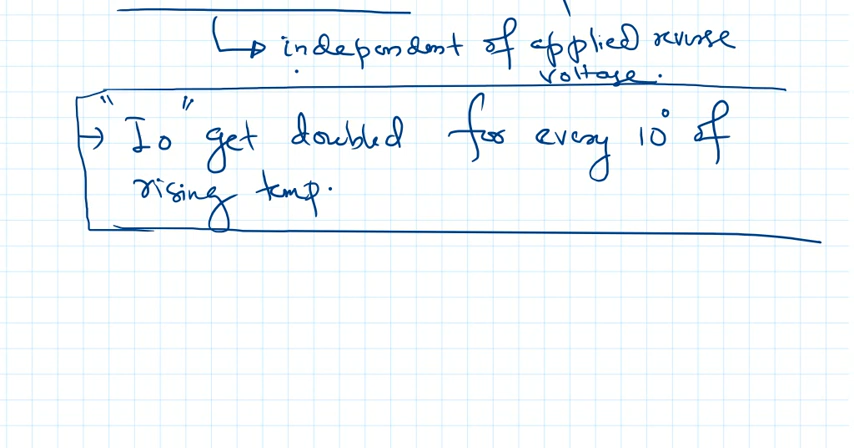 ↳ independent of applied reverse
voltage.
→ "Io" get doubled for every 10° of
rising temp.